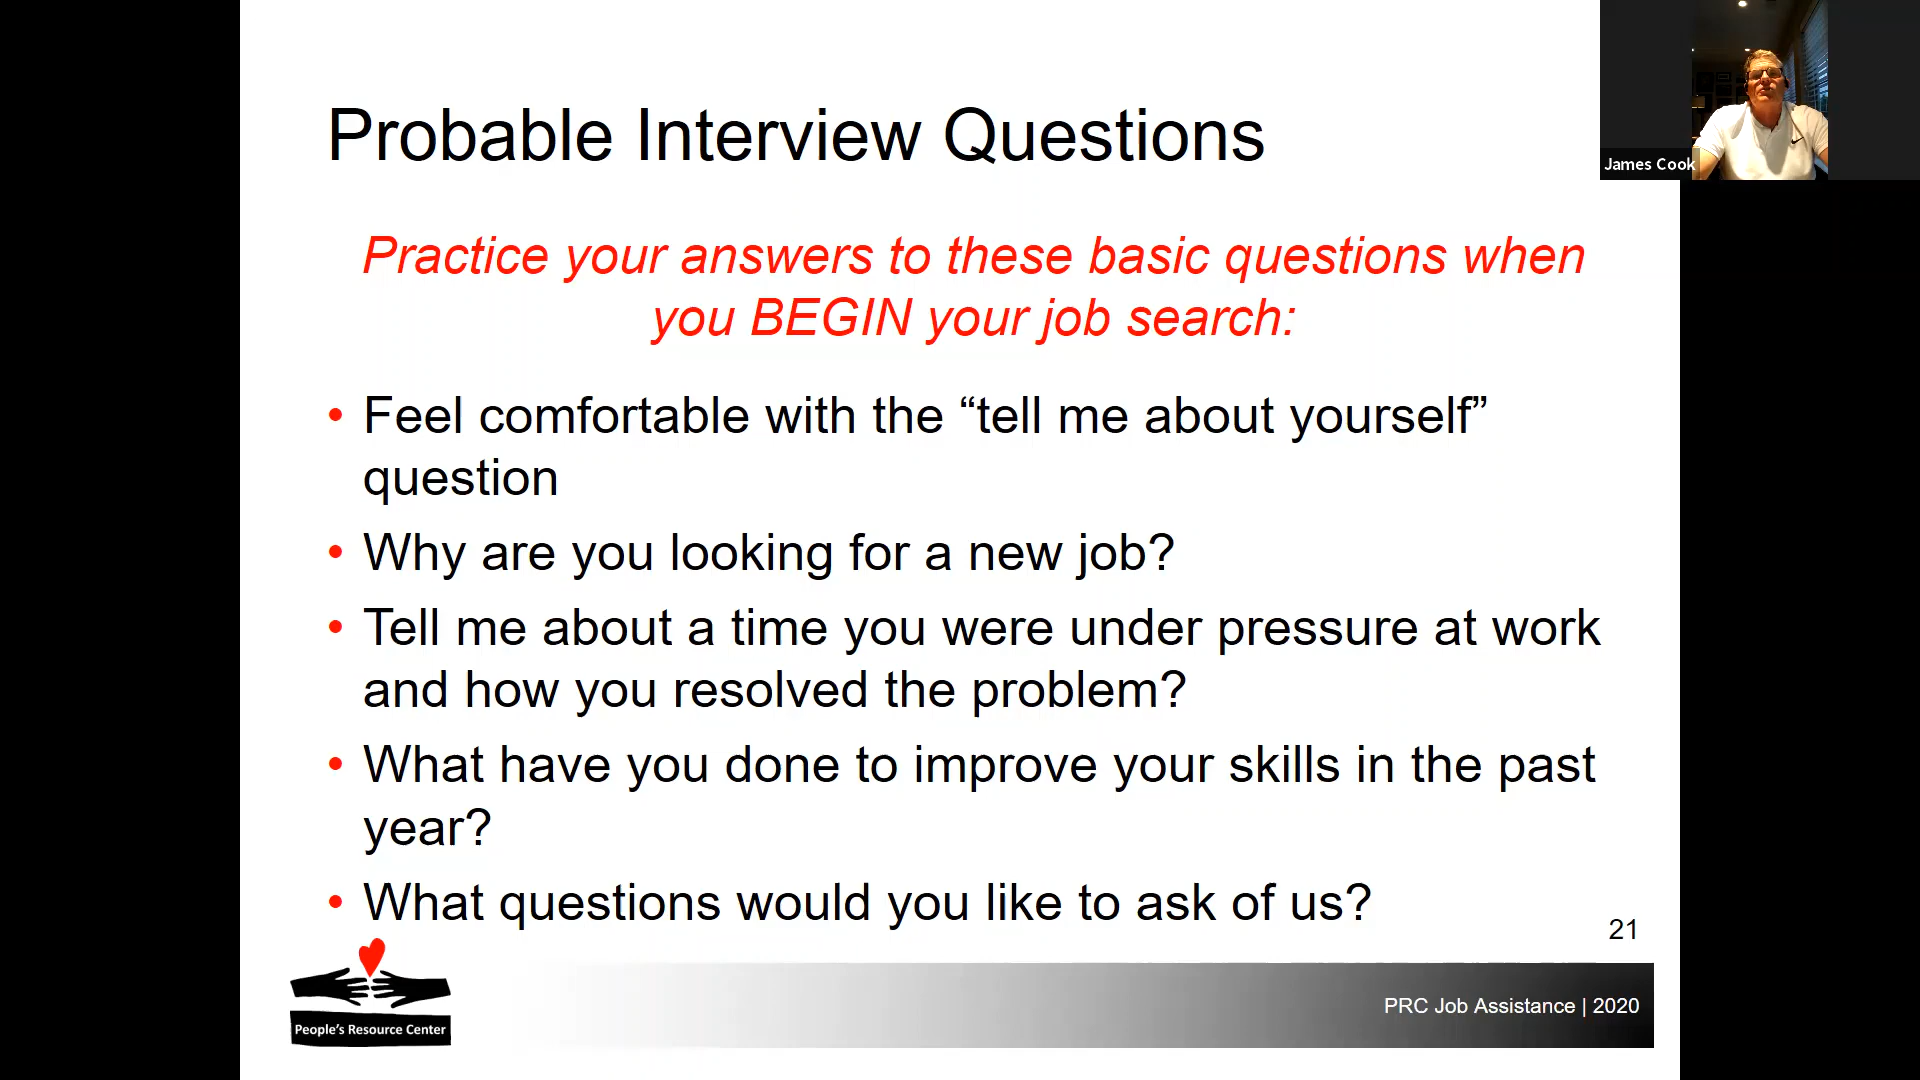 Probable Interview Questions
James Cook
Practice your answers to these basic questions when
you BEGIN your job search:
• Feel comfortable with the “tell me about yourself”
question
• Why are you looking for a new job?
• Tell me about a time you were under pressure at work
and how you resolved the problem?
• What have you done to improve your skills in the past
year?
• What questions would you like to ask of us?
21
PRC Job Assistance | 2020
People’s Resource Center